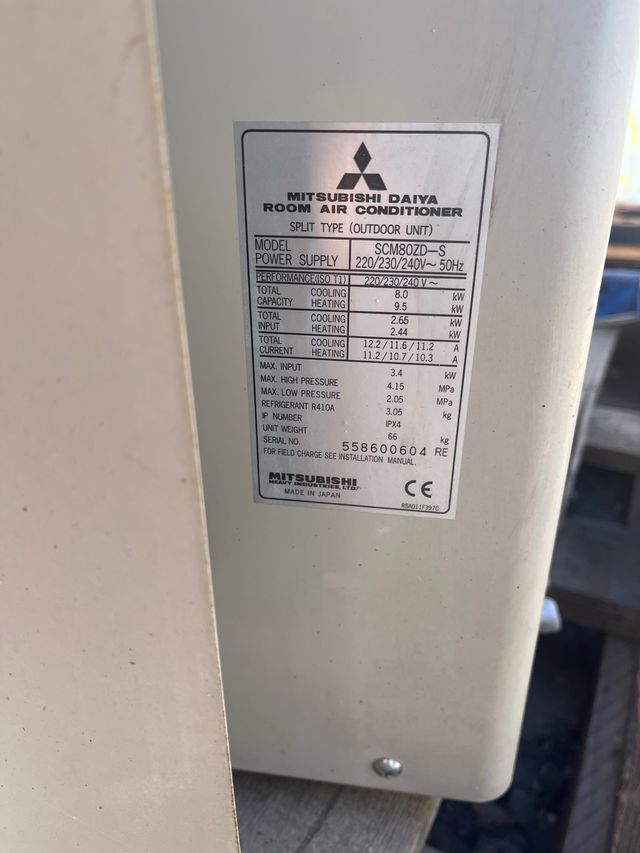 MITSUBISHI DAIYA
ROOM AIR CONDITIONER
SPLIT TYPE (OUTDOOR UNIT)
MODEL SCM80ZD-S
POWER SUPPLY 220/230/240V~ 50Hz
PERFORMANCE(ISO T1) 220/230/240 V ~
TOTAL COOLING 8.0 kW
CAPACITY HEATING 9.5 kW
TOTAL COOLING 2.65 kW
INPUT HEATING 2.44 kW
TOTAL COOLING 12.2/11.6/11.2 A
CURRENT HEATING 11.2/10.7/10.3 A
MAX. INPUT 3.4 kW
MAX. HIGH PRESSURE 4.15 MPa
MAX. LOW PRESSURE 2.05 MPa
REFRIGERANT R410A 3.05 kg
IP NUMBER IPX4
UNIT WEIGHT 66 kg
SERIAL NO. 558600604 RE
FOR FIELD CHARGE SEE INSTALLATION MANUAL.
MITSUBISHI
HEAVY INDUSTRIES, LTD.
MADE IN JAPAN
CE
RSA011F397C